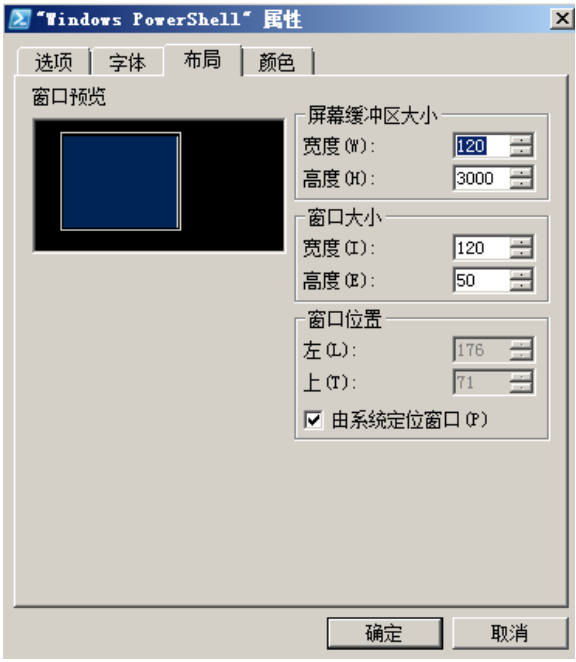 "Windows PowerShell" 属性
选项 字体 布局 颜色
窗口预览
屏幕缓冲区大小
宽度(W): 120
高度(H): 3000
窗口大小
宽度(I): 120
高度(E): 50
窗口位置
左(L): 176
上(T): 71
由系统定位窗口(P)
确定 取消